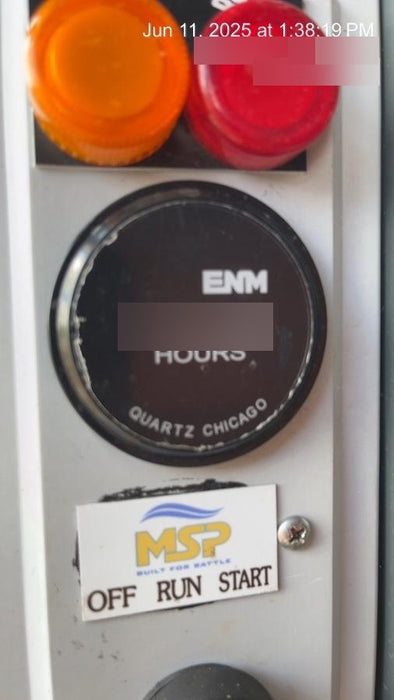 Jun 11, 2025 at 1:38:19 PM
ENM
HOURS
QUARTZ CHICAGO
MSP
BUILT FOR BATTLE
OFF RUN START